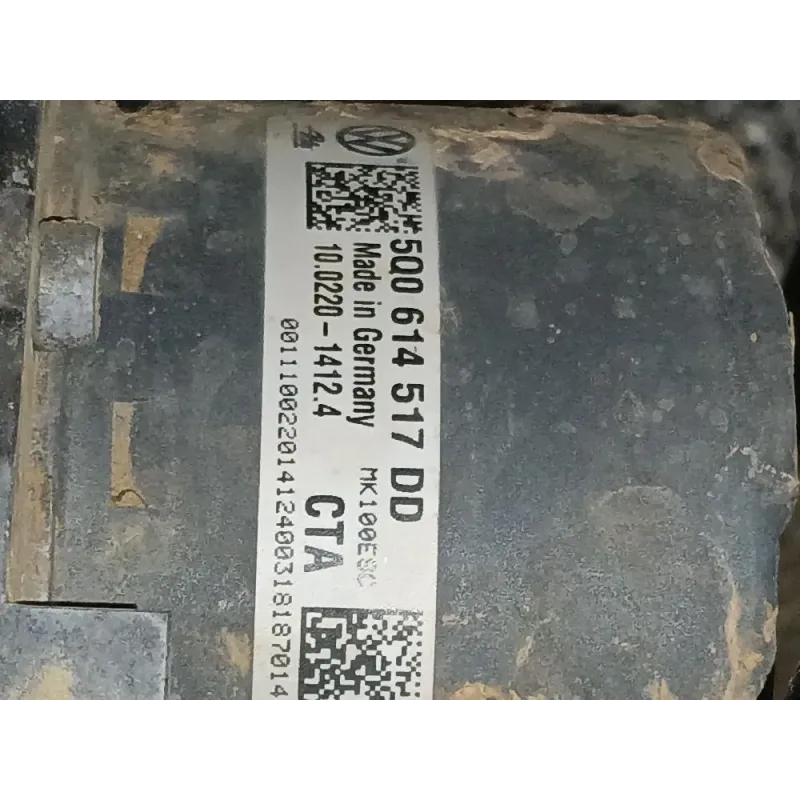 5Q0 614 517 DD
Made in Germany
MK100ESC
10.0220-1412.4
CTA
00111002201412400318187014